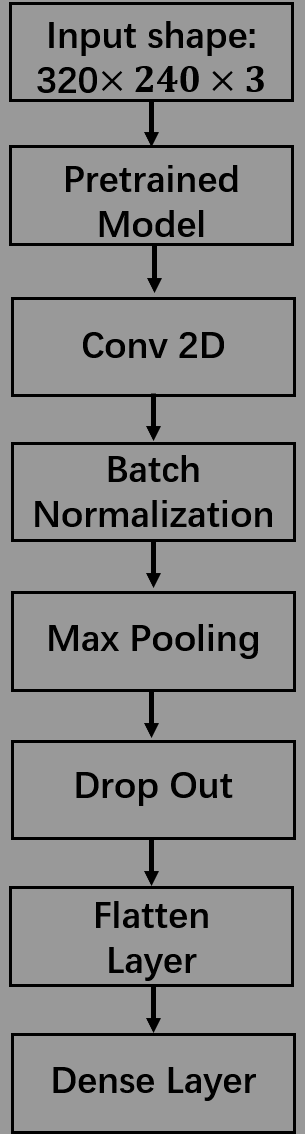 Input shape:
320× 240 × 3
Pretrained
Model
Conv 2D
Batch
Normalization
Max Pooling
Drop Out
Flatten
Layer
Dense Layer